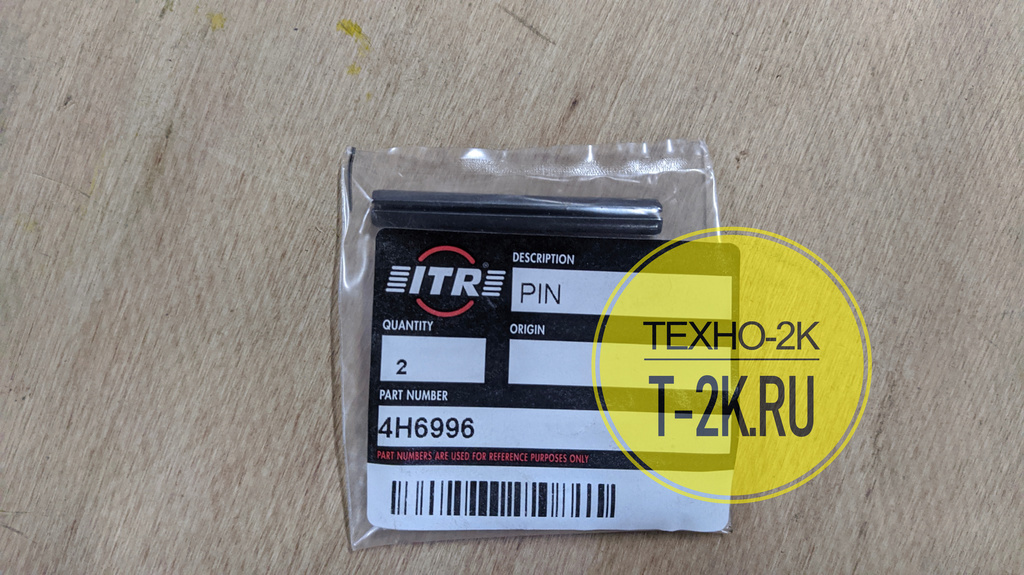 ITR
DESCRIPTION
PIN
QUANTITY
ORIGIN
2
PART NUMBER
4H6996
PART NUMBERS ARE USED FOR REFERENCE PURPOSES ONLY
ТЕХНО-2К
T-2K.RU